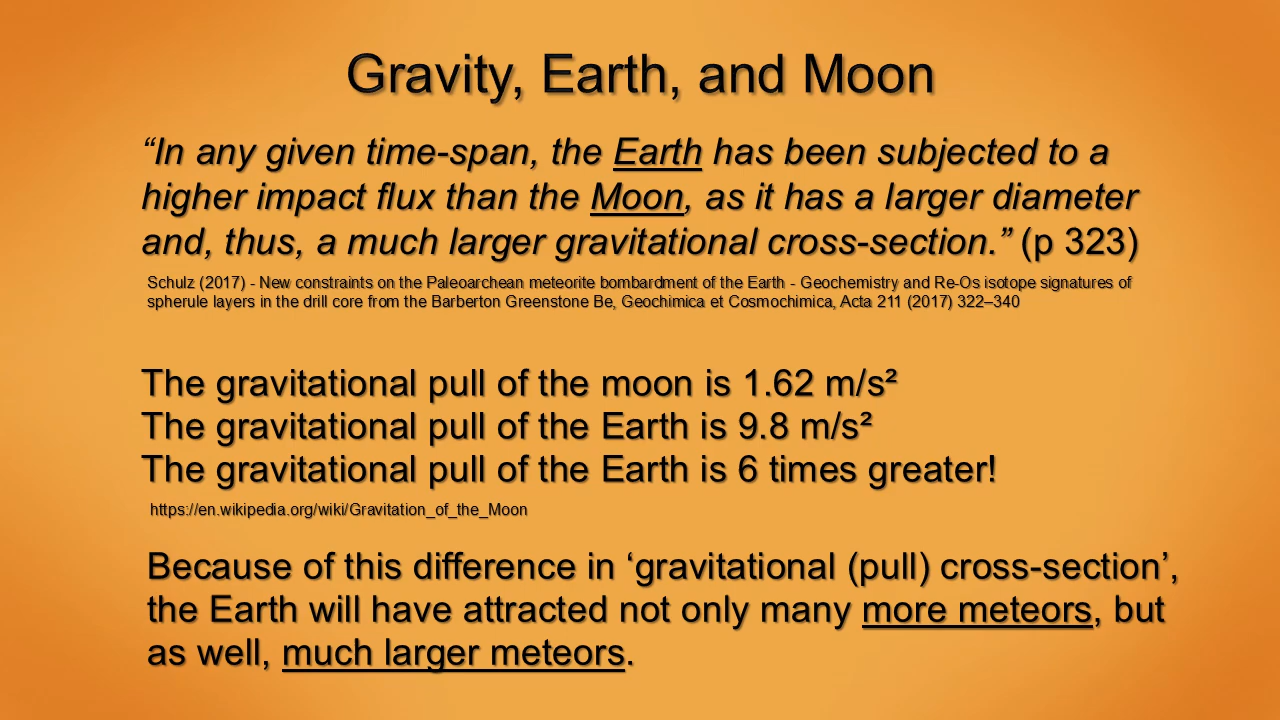 Gravity, Earth, and Moon
“In any given time-span, the Earth has been subjected to a
higher impact flux than the Moon, as it has a larger diameter
and, thus, a much larger gravitational cross-section.” (p 323)
Schulz (2017) - New constraints on the Paleoarchean meteorite bombardment of the Earth - Geochemistry and Re-Os isotope signatures of
spherule layers in the drill core from the Barberton Greenstone Be, Geochimica et Cosmochimica, Acta 211 (2017) 322–340
The gravitational pull of the moon is 1.62 m/s²
The gravitational pull of the Earth is 9.8 m/s²
The gravitational pull of the Earth is 6 times greater!
https://en.wikipedia.org/wiki/Gravitation_of_the_Moon
Because of this difference in ‘gravitational (pull) cross-section’,
the Earth will have attracted not only many more meteors, but
as well, much larger meteors.